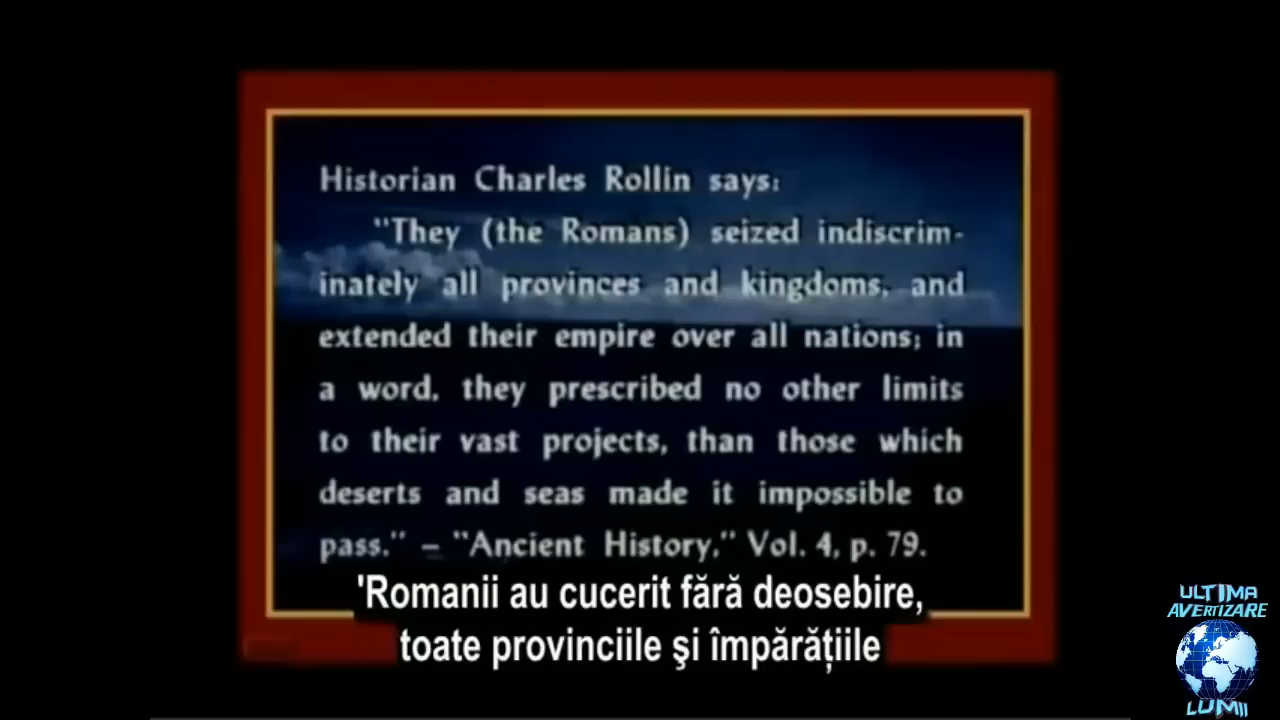 Historian Charles Rollin says:
"They (the Romans) seized indiscrim-
inately all provinces and kingdoms, and
extended their empire over all nations; in
a word, they prescribed no other limits
to their vast projects, than those which
deserts and seas made it impossible to
pass." – "Ancient History," Vol. 4, p. 79.
'Romanii au cucerit fără deosebire,
toate provinciile şi împărăţiile
ULTIMA
AVERTIZARE
LUMII